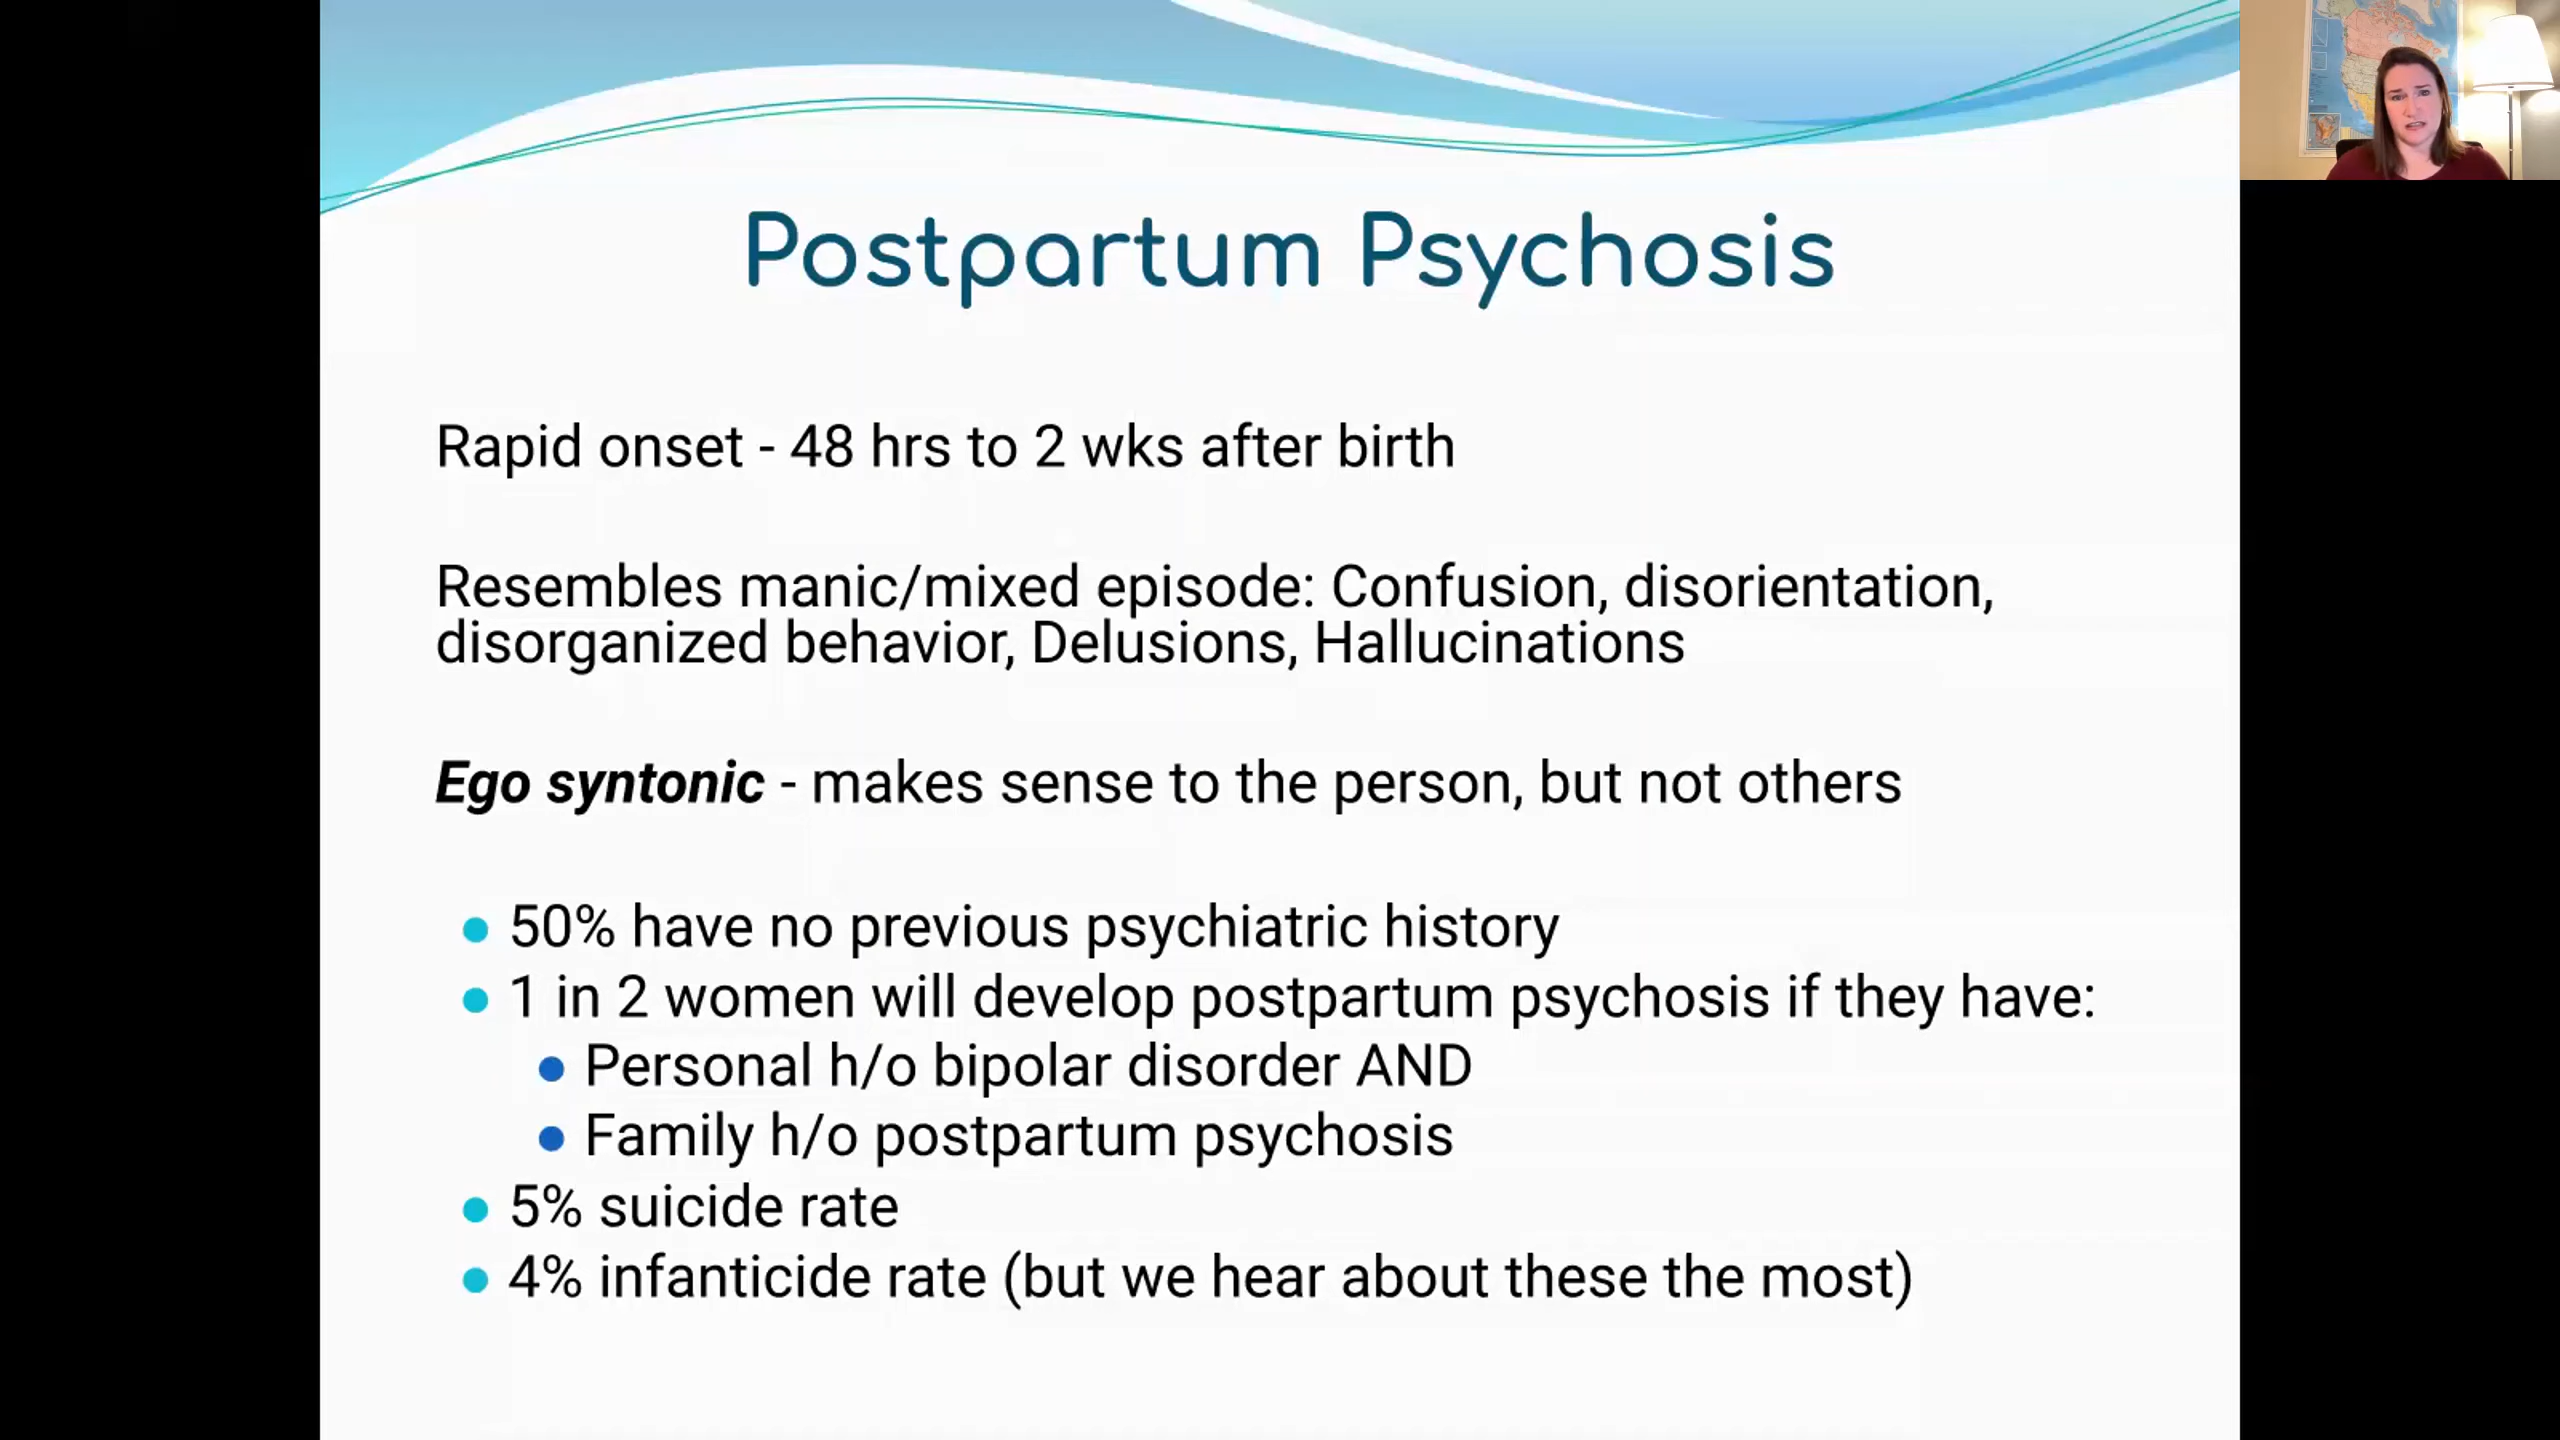 Postpartum Psychosis
Rapid onset - 48 hrs to 2 wks after birth
Resembles manic/mixed episode: Confusion, disorientation,
disorganized behavior, Delusions, Hallucinations
Ego syntonic - makes sense to the person, but not others
● 50% have no previous psychiatric history
● 1 in 2 women will develop postpartum psychosis if they have:
● Personal h/o bipolar disorder AND
● Family h/o postpartum psychosis
● 5% suicide rate
● 4% infanticide rate (but we hear about these the most)